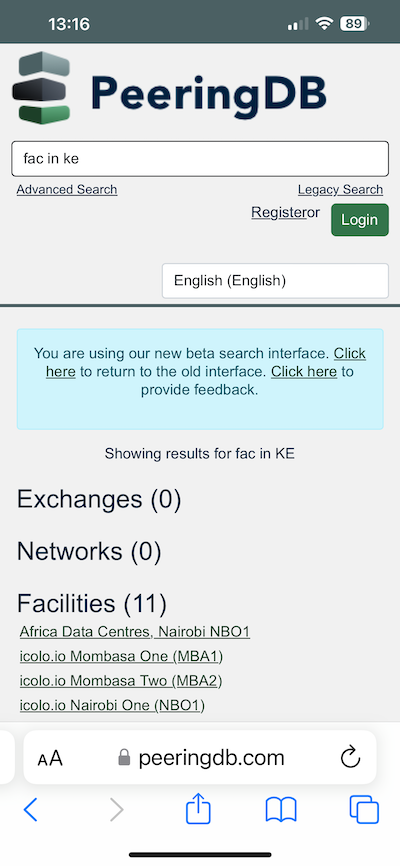 13:16
89
PeeringDB
fac in ke
Advanced Search
Legacy Search
Registeror
Login
English (English)
You are using our new beta search interface. Click
here to return to the old interface. Click here to
provide feedback.
Showing results for fac in KE
Exchanges (0)
Networks (0)
Facilities (11)
Africa Data Centres, Nairobi NBO1
icolo.io Mombasa One (MBA1)
icolo.io Mombasa Two (MBA2)
icolo.io Nairobi One (NBO1)
AA
peeringdb.com